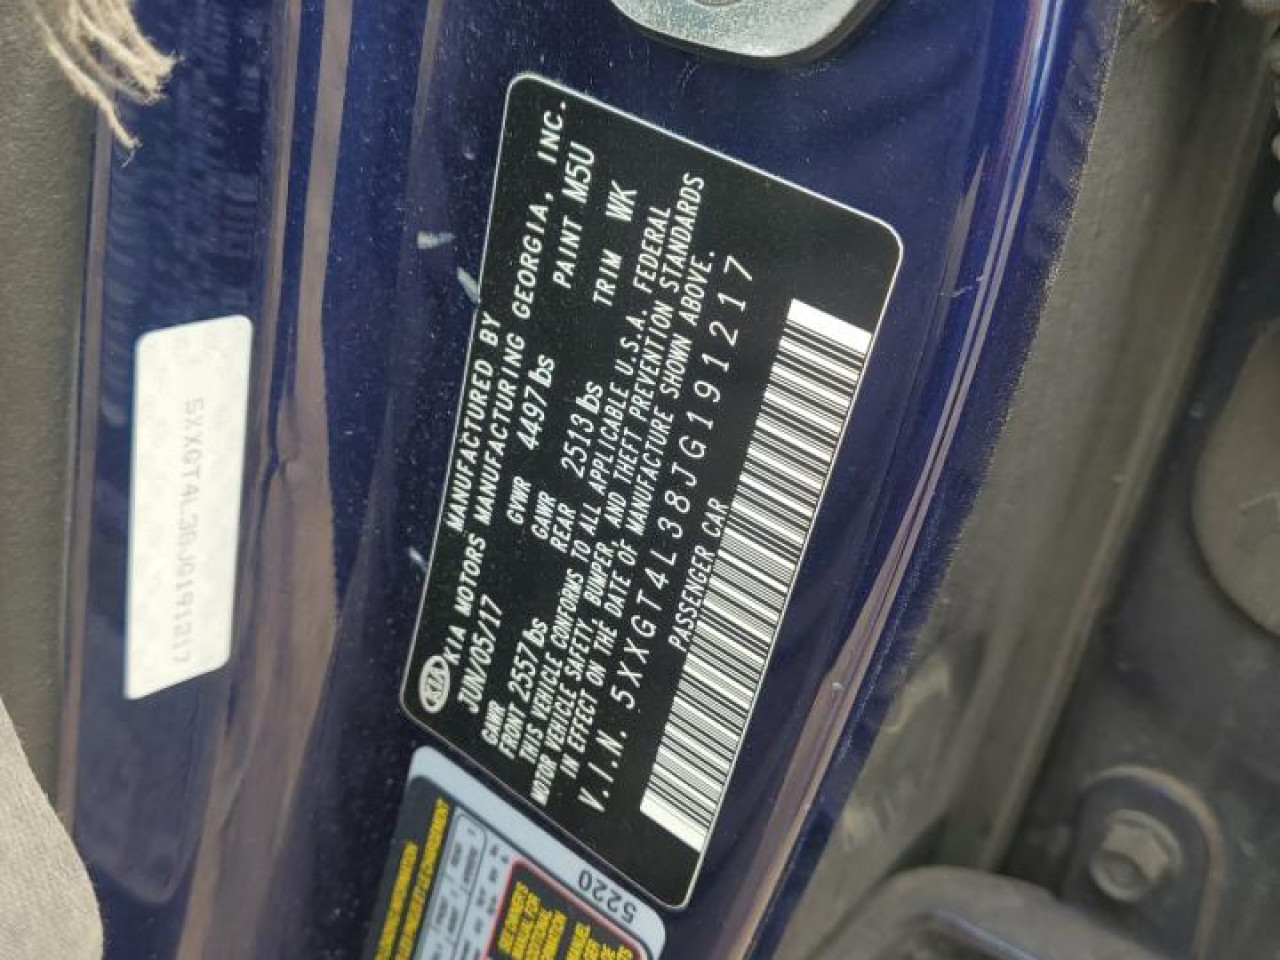 KIA
KIA MOTORS MANUFACTURING GEORGIA, INC.
MANUFACTURED BY
JUN/05/17 GVWR 4497lbs PAINT M5U
GAWR FRONT 2557lbs GAWR REAR 2513lbs TRIM WK
THIS VEHICLE CONFORMS TO ALL APPLICABLE U.S.A. FEDERAL
MOTOR VEHICLE SAFETY, BUMPER, AND THEFT PREVENTION STANDARDS
IN EFFECT ON THE DATE OF MANUFACTURE SHOWN ABOVE.
V.I.N. 5XXGT4L38JG191217
PASSENGER CAR
5XXGT4L38JG191217
5220